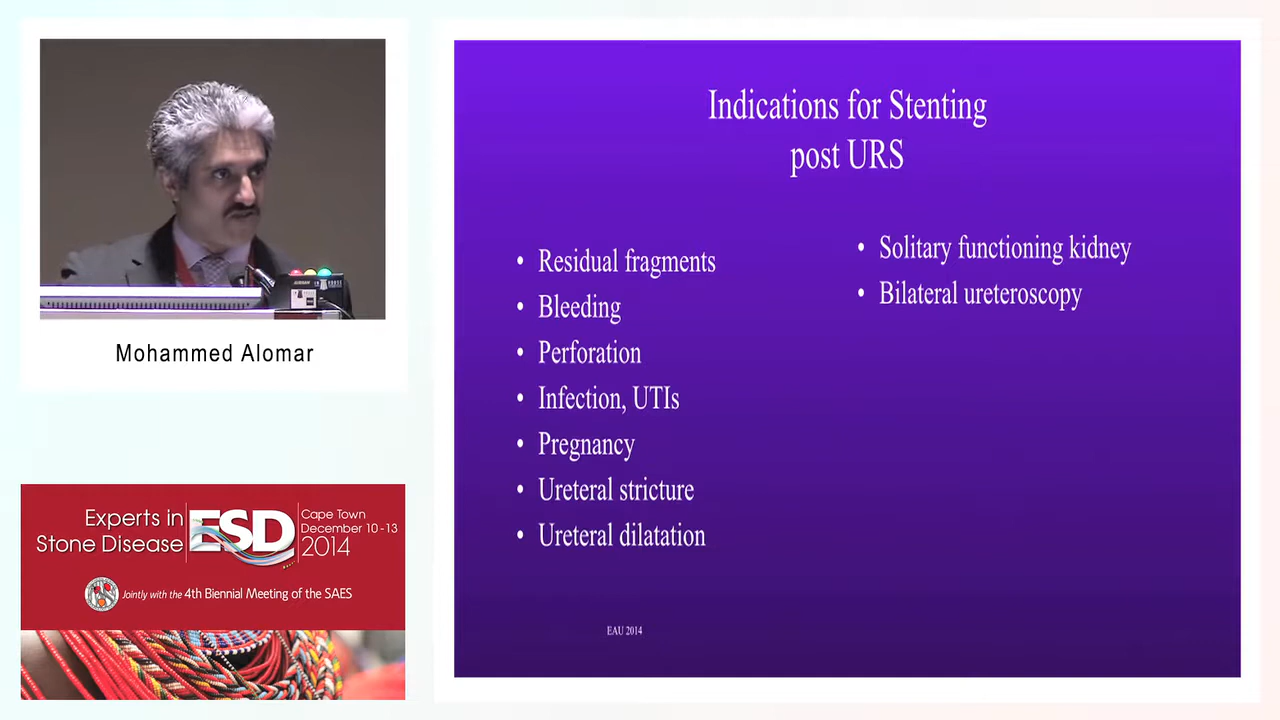 Indications for Stenting
post URS
• Residual fragments
• Bleeding
• Perforation
• Infection, UTIs
• Pregnancy
• Ureteral stricture
• Ureteral dilatation
• Solitary functioning kidney
• Bilateral ureteroscopy
EAU 2014
Mohammed Alomar
Experts in
Stone Disease
ESD
Cape Town
December 10-13
2014
Jointly with the 4th Biennial Meeting of the SAES